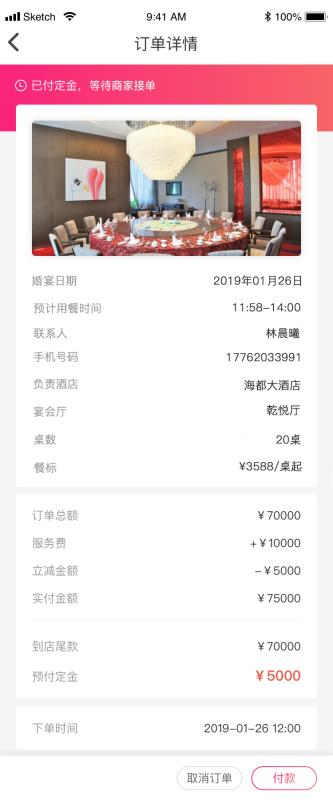 Sketch 9:41 AM 100%
订单详情
已付定金，等待商家接单
婚宴日期 2019年01月26日
预计用餐时间 11:58-14:00
联系人 林晨曦
手机号码 17762033991
负责酒店 海都大酒店
宴会厅 乾悦厅
桌数 20桌
餐标 ¥3588/桌起
订单总额 ¥70000
服务费 +¥10000
立减金额 -¥5000
实付金额 ¥75000
到店尾款 ¥70000
预付定金 ¥5000
下单时间 2019-01-26 12:00
取消订单 付款